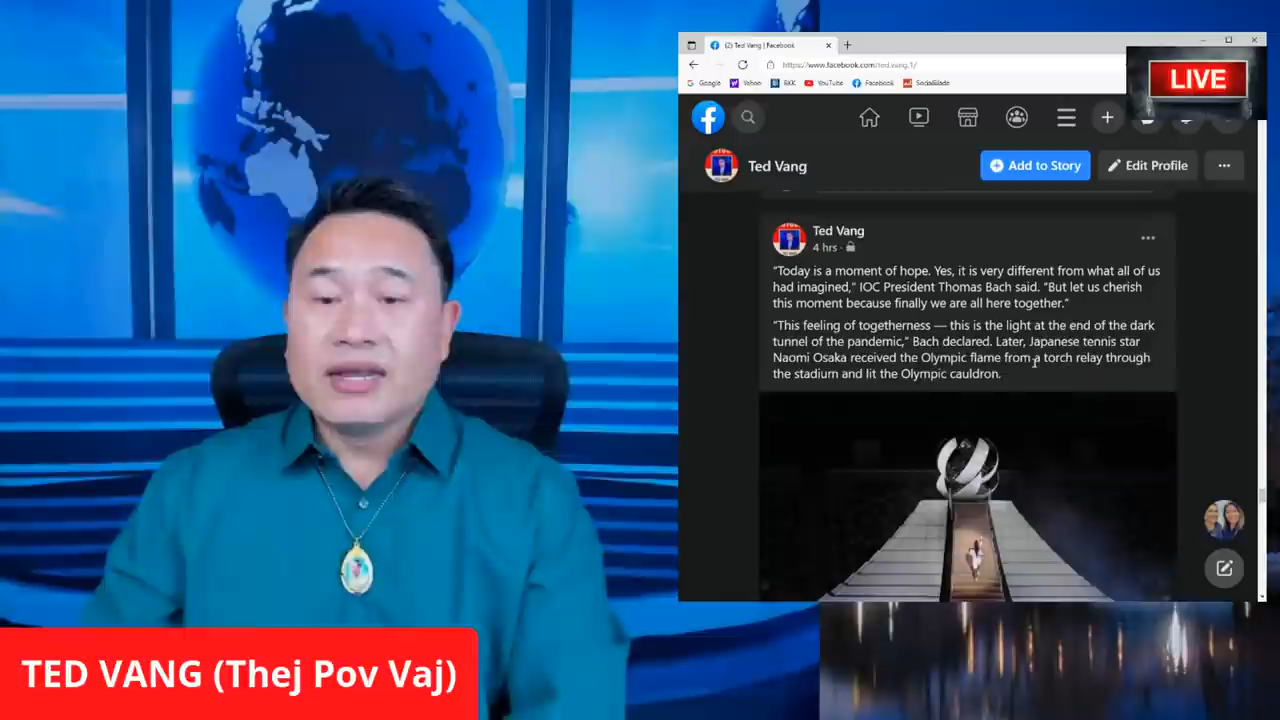 (2) Ted Vang | Facebook
https://www.facebook.com/ted.vang.1/
Google Yahoo BKK YouTube Facebook SocialBlade
LIVE
Ted Vang
Add to Story
Edit Profile
Ted Vang
4 hrs
"Today is a moment of hope. Yes, it is very different from what all of us
had imagined," IOC President Thomas Bach said. "But let us cherish
this moment because finally we are all here together."
"This feeling of togetherness — this is the light at the end of the dark
tunnel of the pandemic," Bach declared. Later, Japanese tennis star
Naomi Osaka received the Olympic flame from a torch relay through
the stadium and lit the Olympic cauldron.
TED VANG (Thej Pov Vaj)